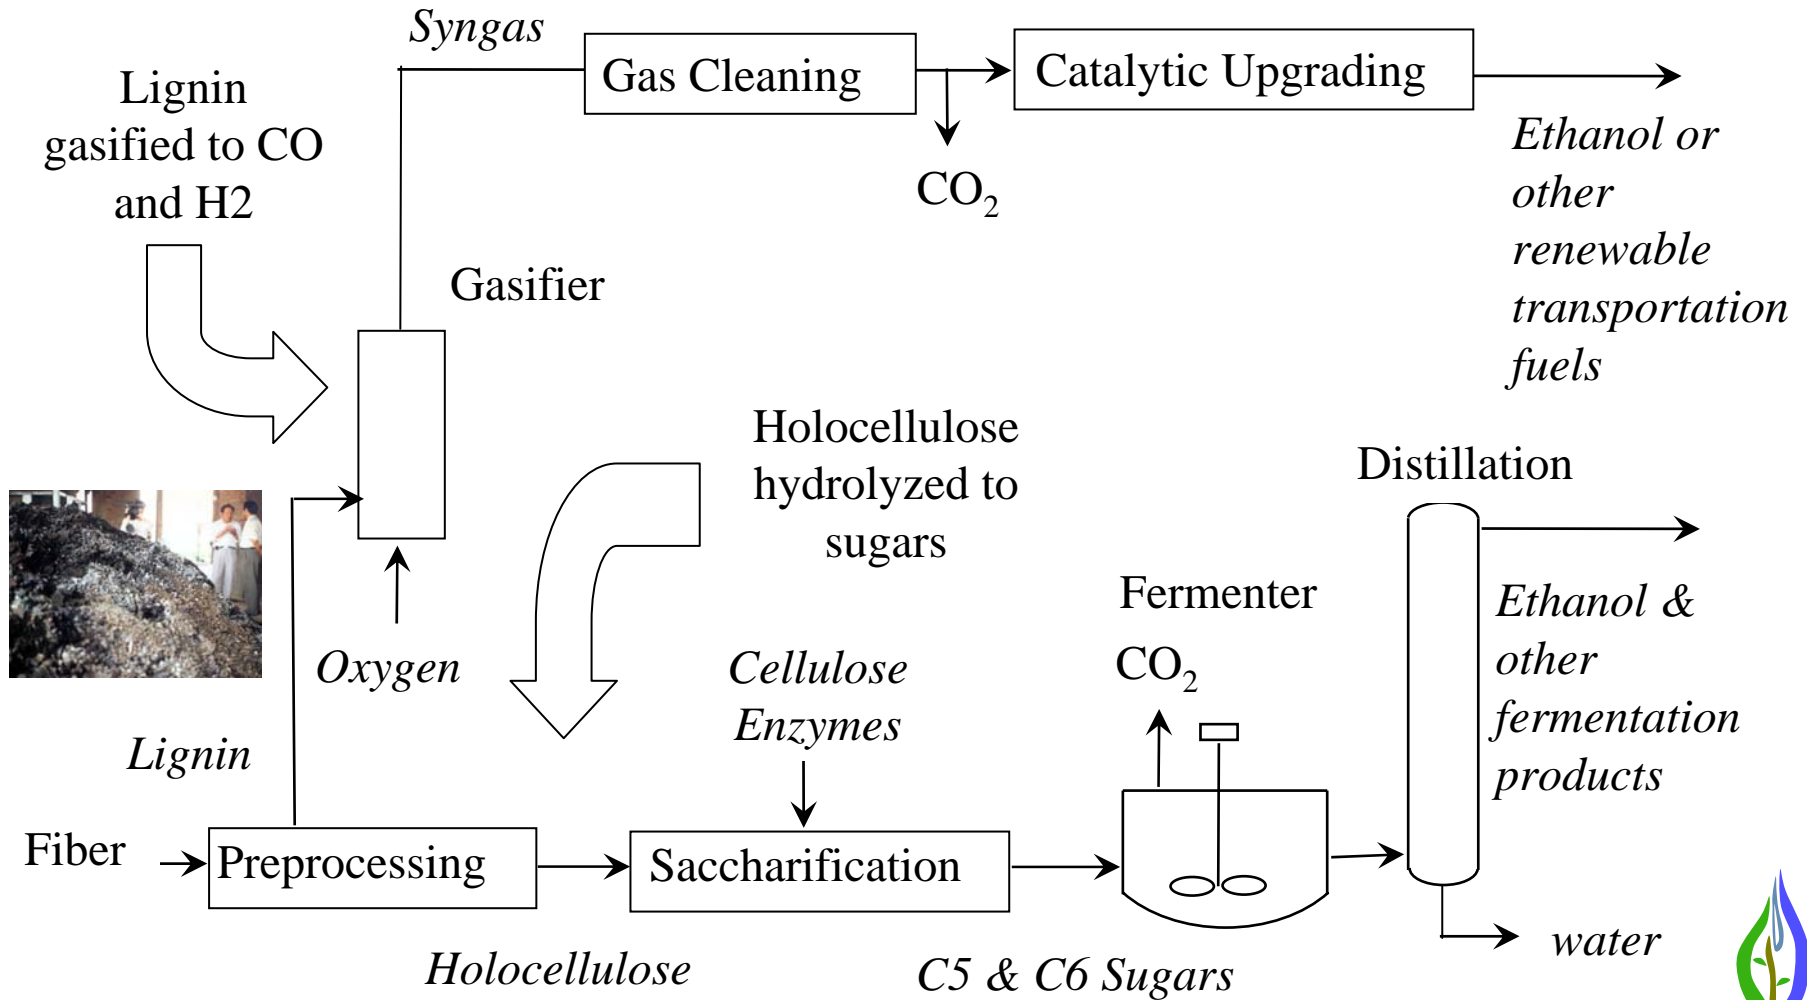 Syngas
Gas Cleaning
Catalytic Upgrading
Lignin
gasified to CO
and H2
CO₂
Ethanol or
other
renewable
transportation
fuels
Gasifier
Holocellulose
hydrolyzed to
sugars
Distillation
Fermenter
CO₂
Ethanol &
other
fermentation
products
Oxygen
Cellulose
Enzymes
Lignin
Fiber
Preprocessing
Saccharification
water
Holocellulose
C5 & C6 Sugars